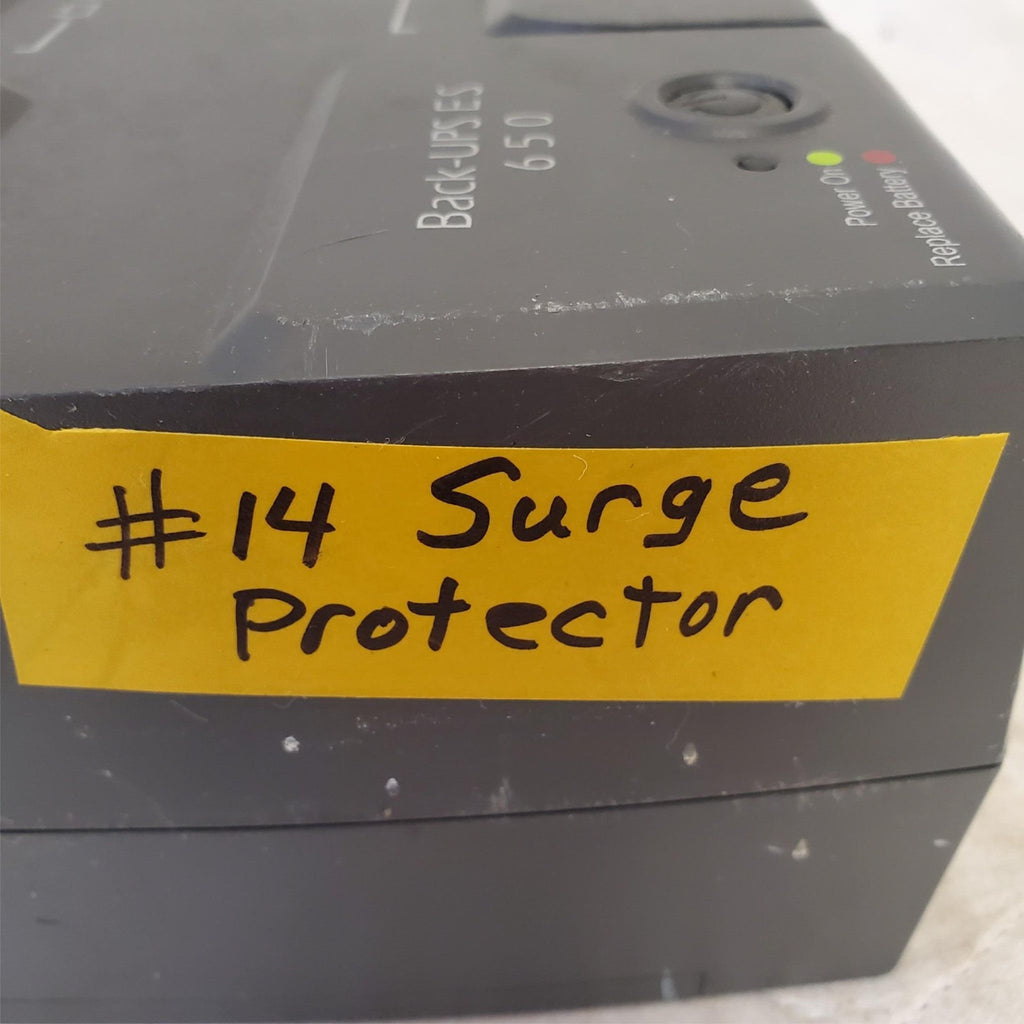 Back-UPS ES
650
Power On
Replace Battery
#14 Surge
Protector